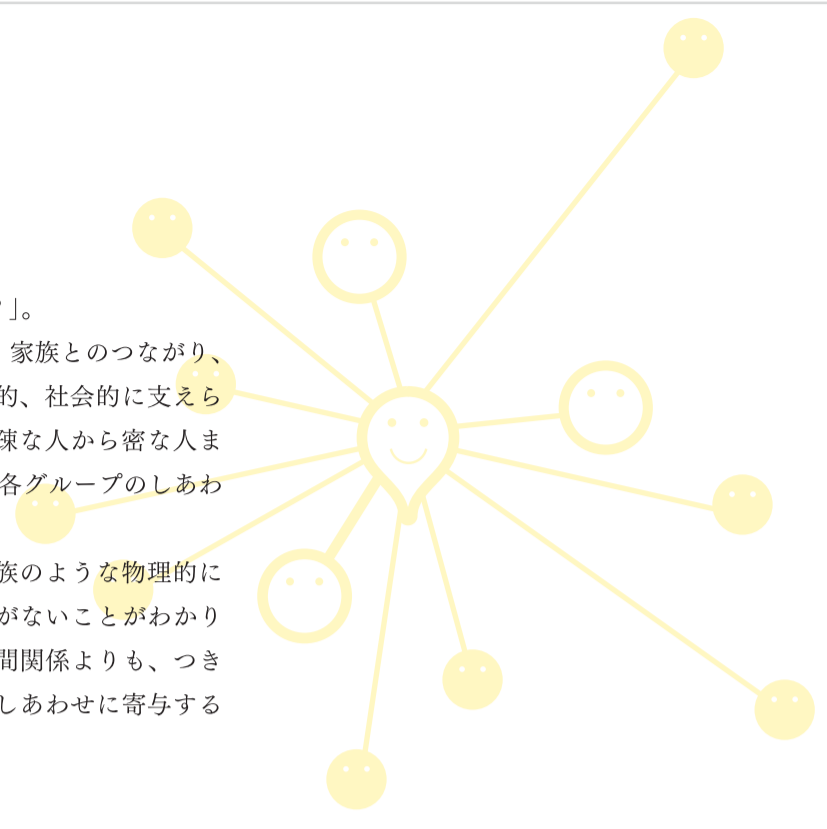 」。
家族とのつながり、
的、社会的に支えら
疎な人から密な人ま
各グループのしあわ
族のような物理的に
がないことがわかり
間関係よりも、つき
しあわせに寄与する